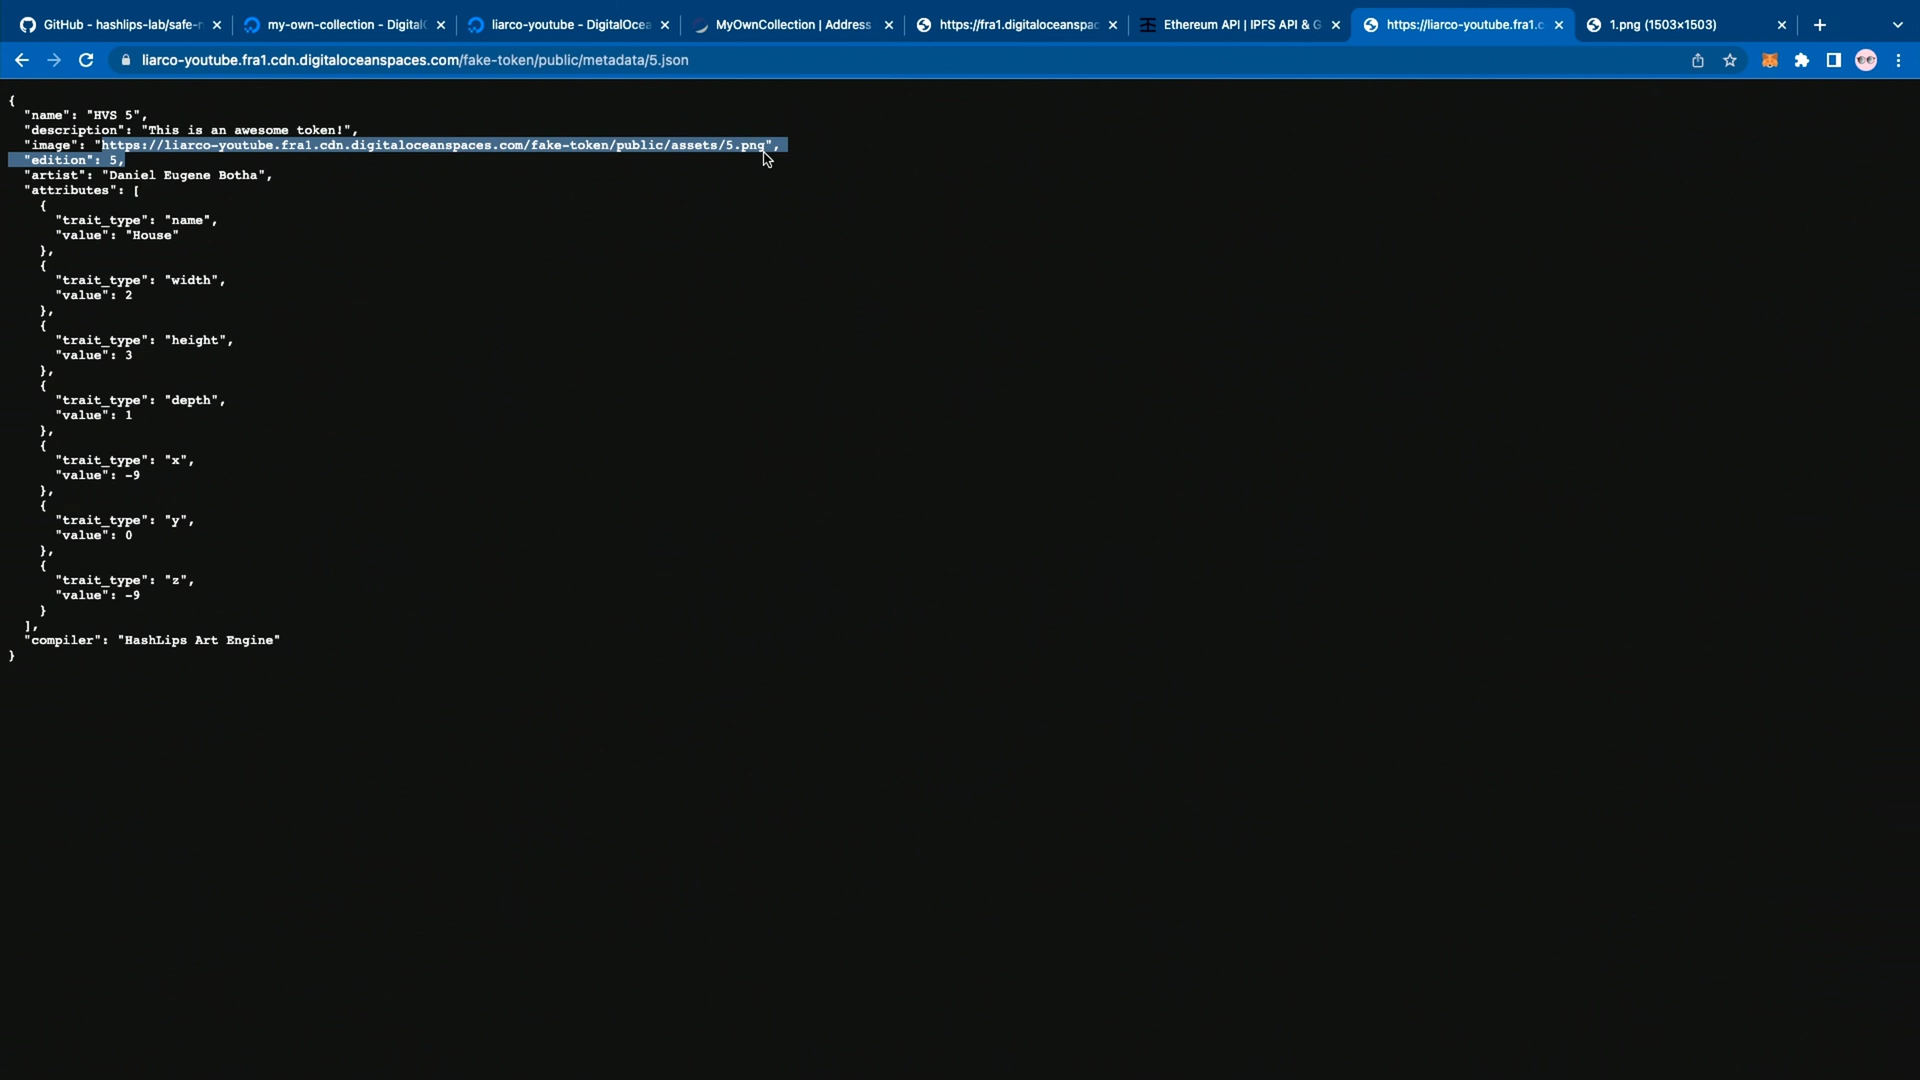 GitHub - hashlips-lab/safe-n
my-own-collection - Digital
liarco-youtube - DigitalOcea
MyOwnCollection | Address
https://fra1.digitaloceanspac
Ethereum API | IPFS API & G
https://liarco-youtube.fra1.c
1.png (1503×1503)
liarco-youtube.fra1.cdn.digitaloceanspaces.com/fake-token/public/metadata/5.json
{
"name": "HVS 5",
"description": "This is an awesome token!",
"image": "https://liarco-youtube.fra1.cdn.digitaloceanspaces.com/fake-token/public/assets/5.png",
"edition": 5,
"artist": "Daniel Eugene Botha",
"attributes": [
{
"trait_type": "name",
"value": "House"
},
{
"trait_type": "width",
"value": 2
},
{
"trait_type": "height",
"value": 3
},
{
"trait_type": "depth",
"value": 1
},
{
"trait_type": "x",
"value": -9
},
{
"trait_type": "y",
"value": 0
},
{
"trait_type": "z",
"value": -9
}
],
"compiler": "HashLips Art Engine"
}